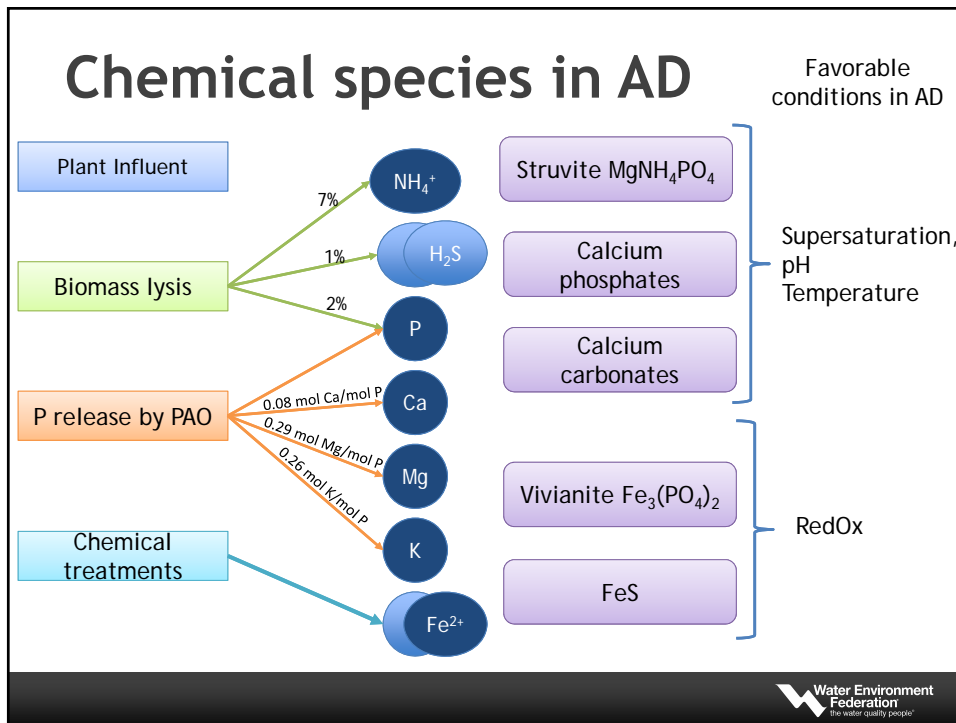 Chemical species in AD
Favorable
conditions in AD
Plant Influent
Biomass lysis
P release by PAO
Chemical
treatments
7%
1%
2%
0.08 mol Ca/mol P
0.29 mol Mg/mol P
0.26 mol K/mol P
NH₄⁺
H₂S
P
Ca
Mg
K
Fe²⁺
Struvite MgNH₄PO₄
Calcium
phosphates
Calcium
carbonates
Vivianite Fe₃(PO₄)₂
FeS
Supersaturation,
pH
Temperature
RedOx
Water Environment
Federation
the water quality people®